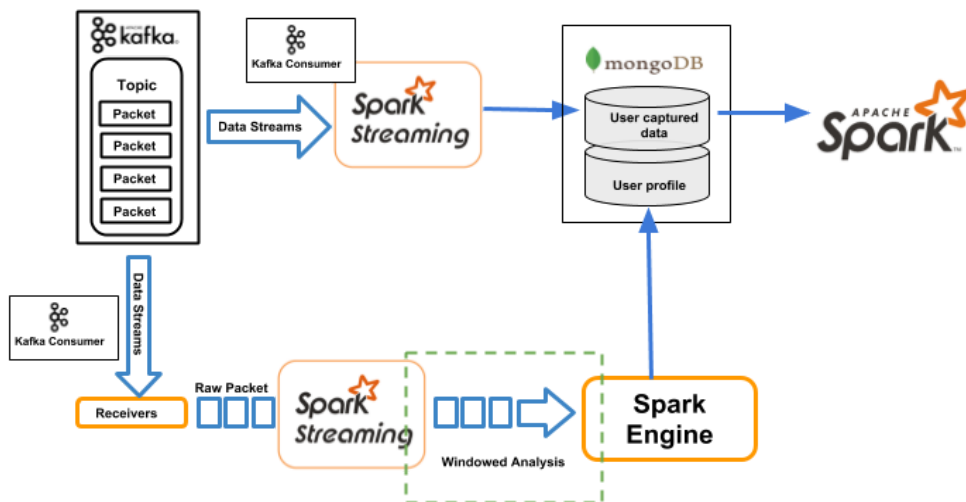 kafka
Topic
Packet
Packet
Packet
Packet
Data Streams
Kafka Consumer
Spark
Streaming
mongoDB
User captured
data
User profile
APACHE
Spark
TM
Data Streams
Kafka Consumer
Receivers
Raw Packet
Spark
Streaming
Windowed Analysis
Spark
Engine